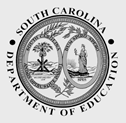 SOUTH CAROLINA
DEPARTMENT OF EDUCATION